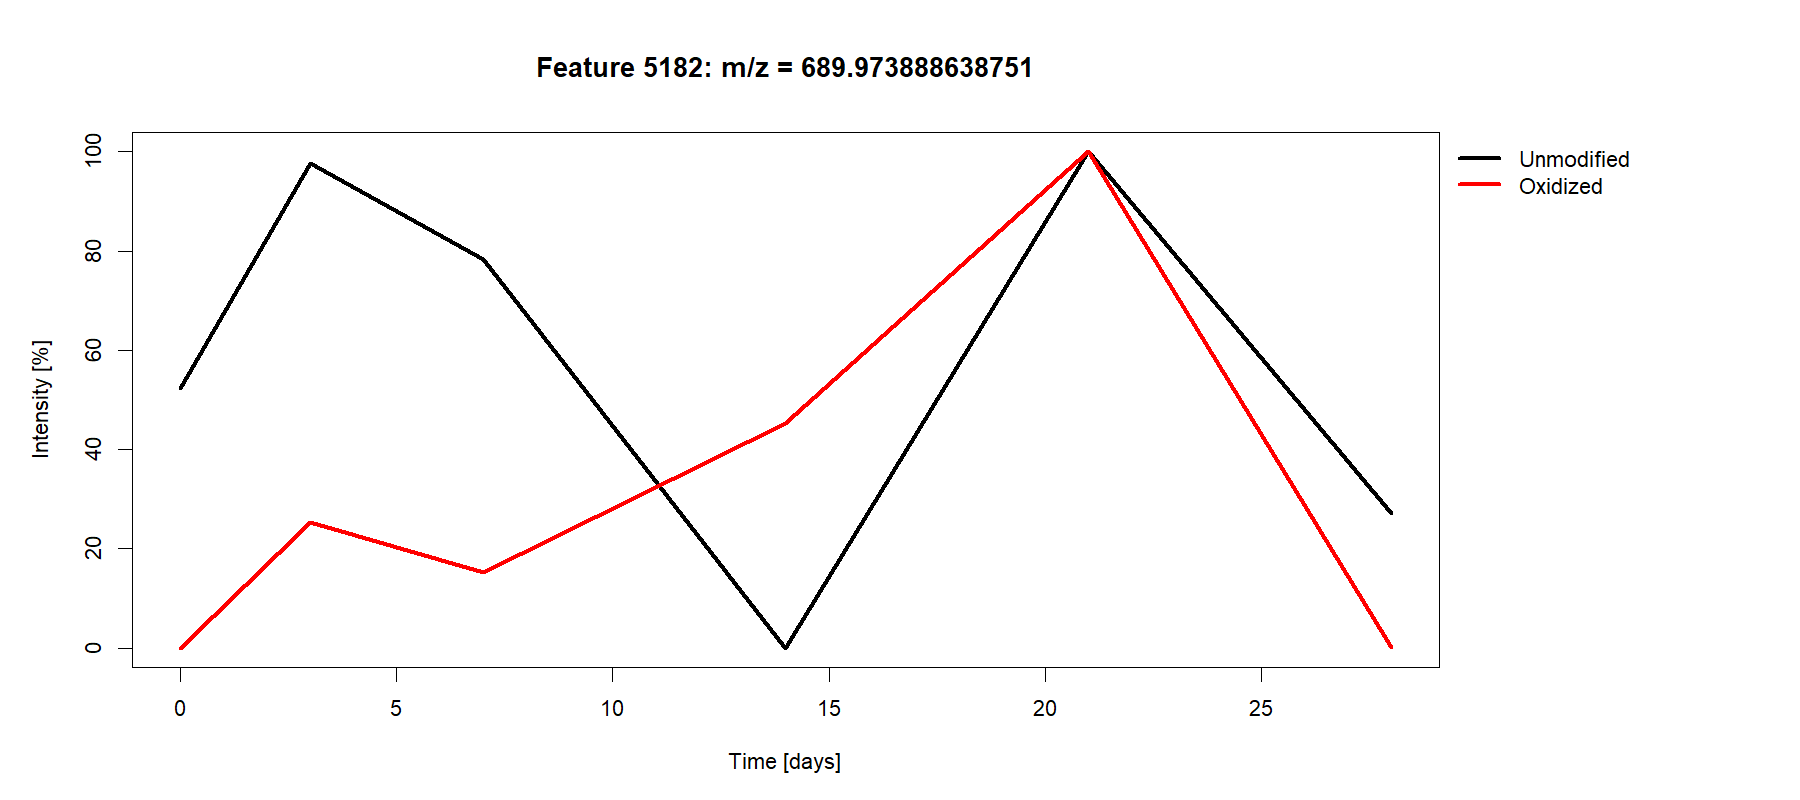 Feature 5182: m/z = 689.973888638751
Unmodified
Oxidized
Intensity [%]
100
80
60
40
20
0
0 5 10 15 20 25
Time [days]